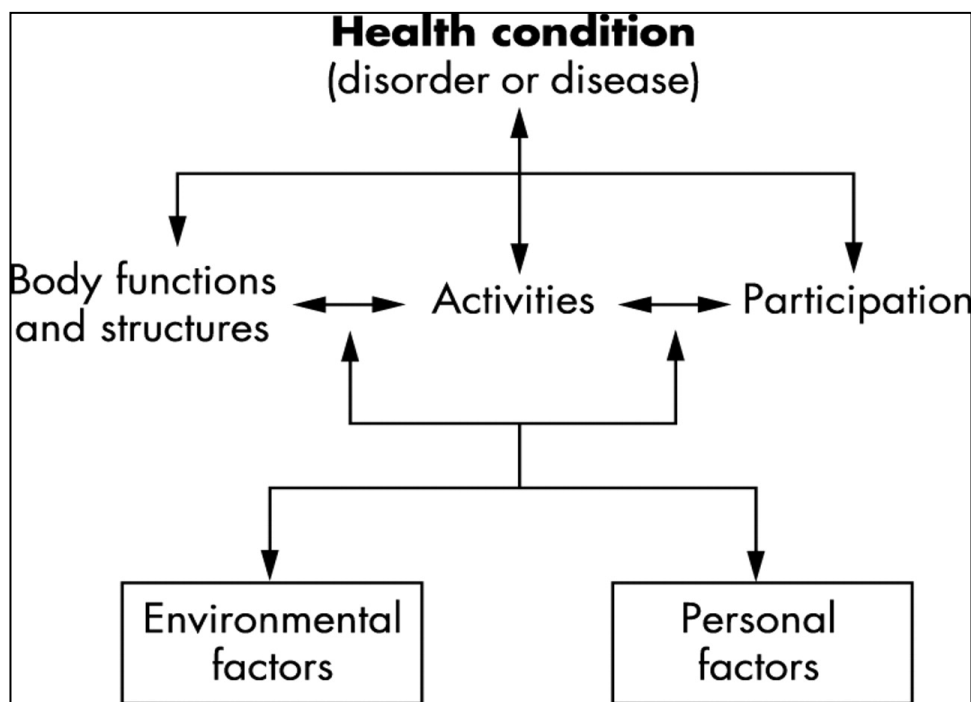 Health condition
(disorder or disease)
Body functions
and structures
Activities
Participation
Environmental
factors
Personal
factors